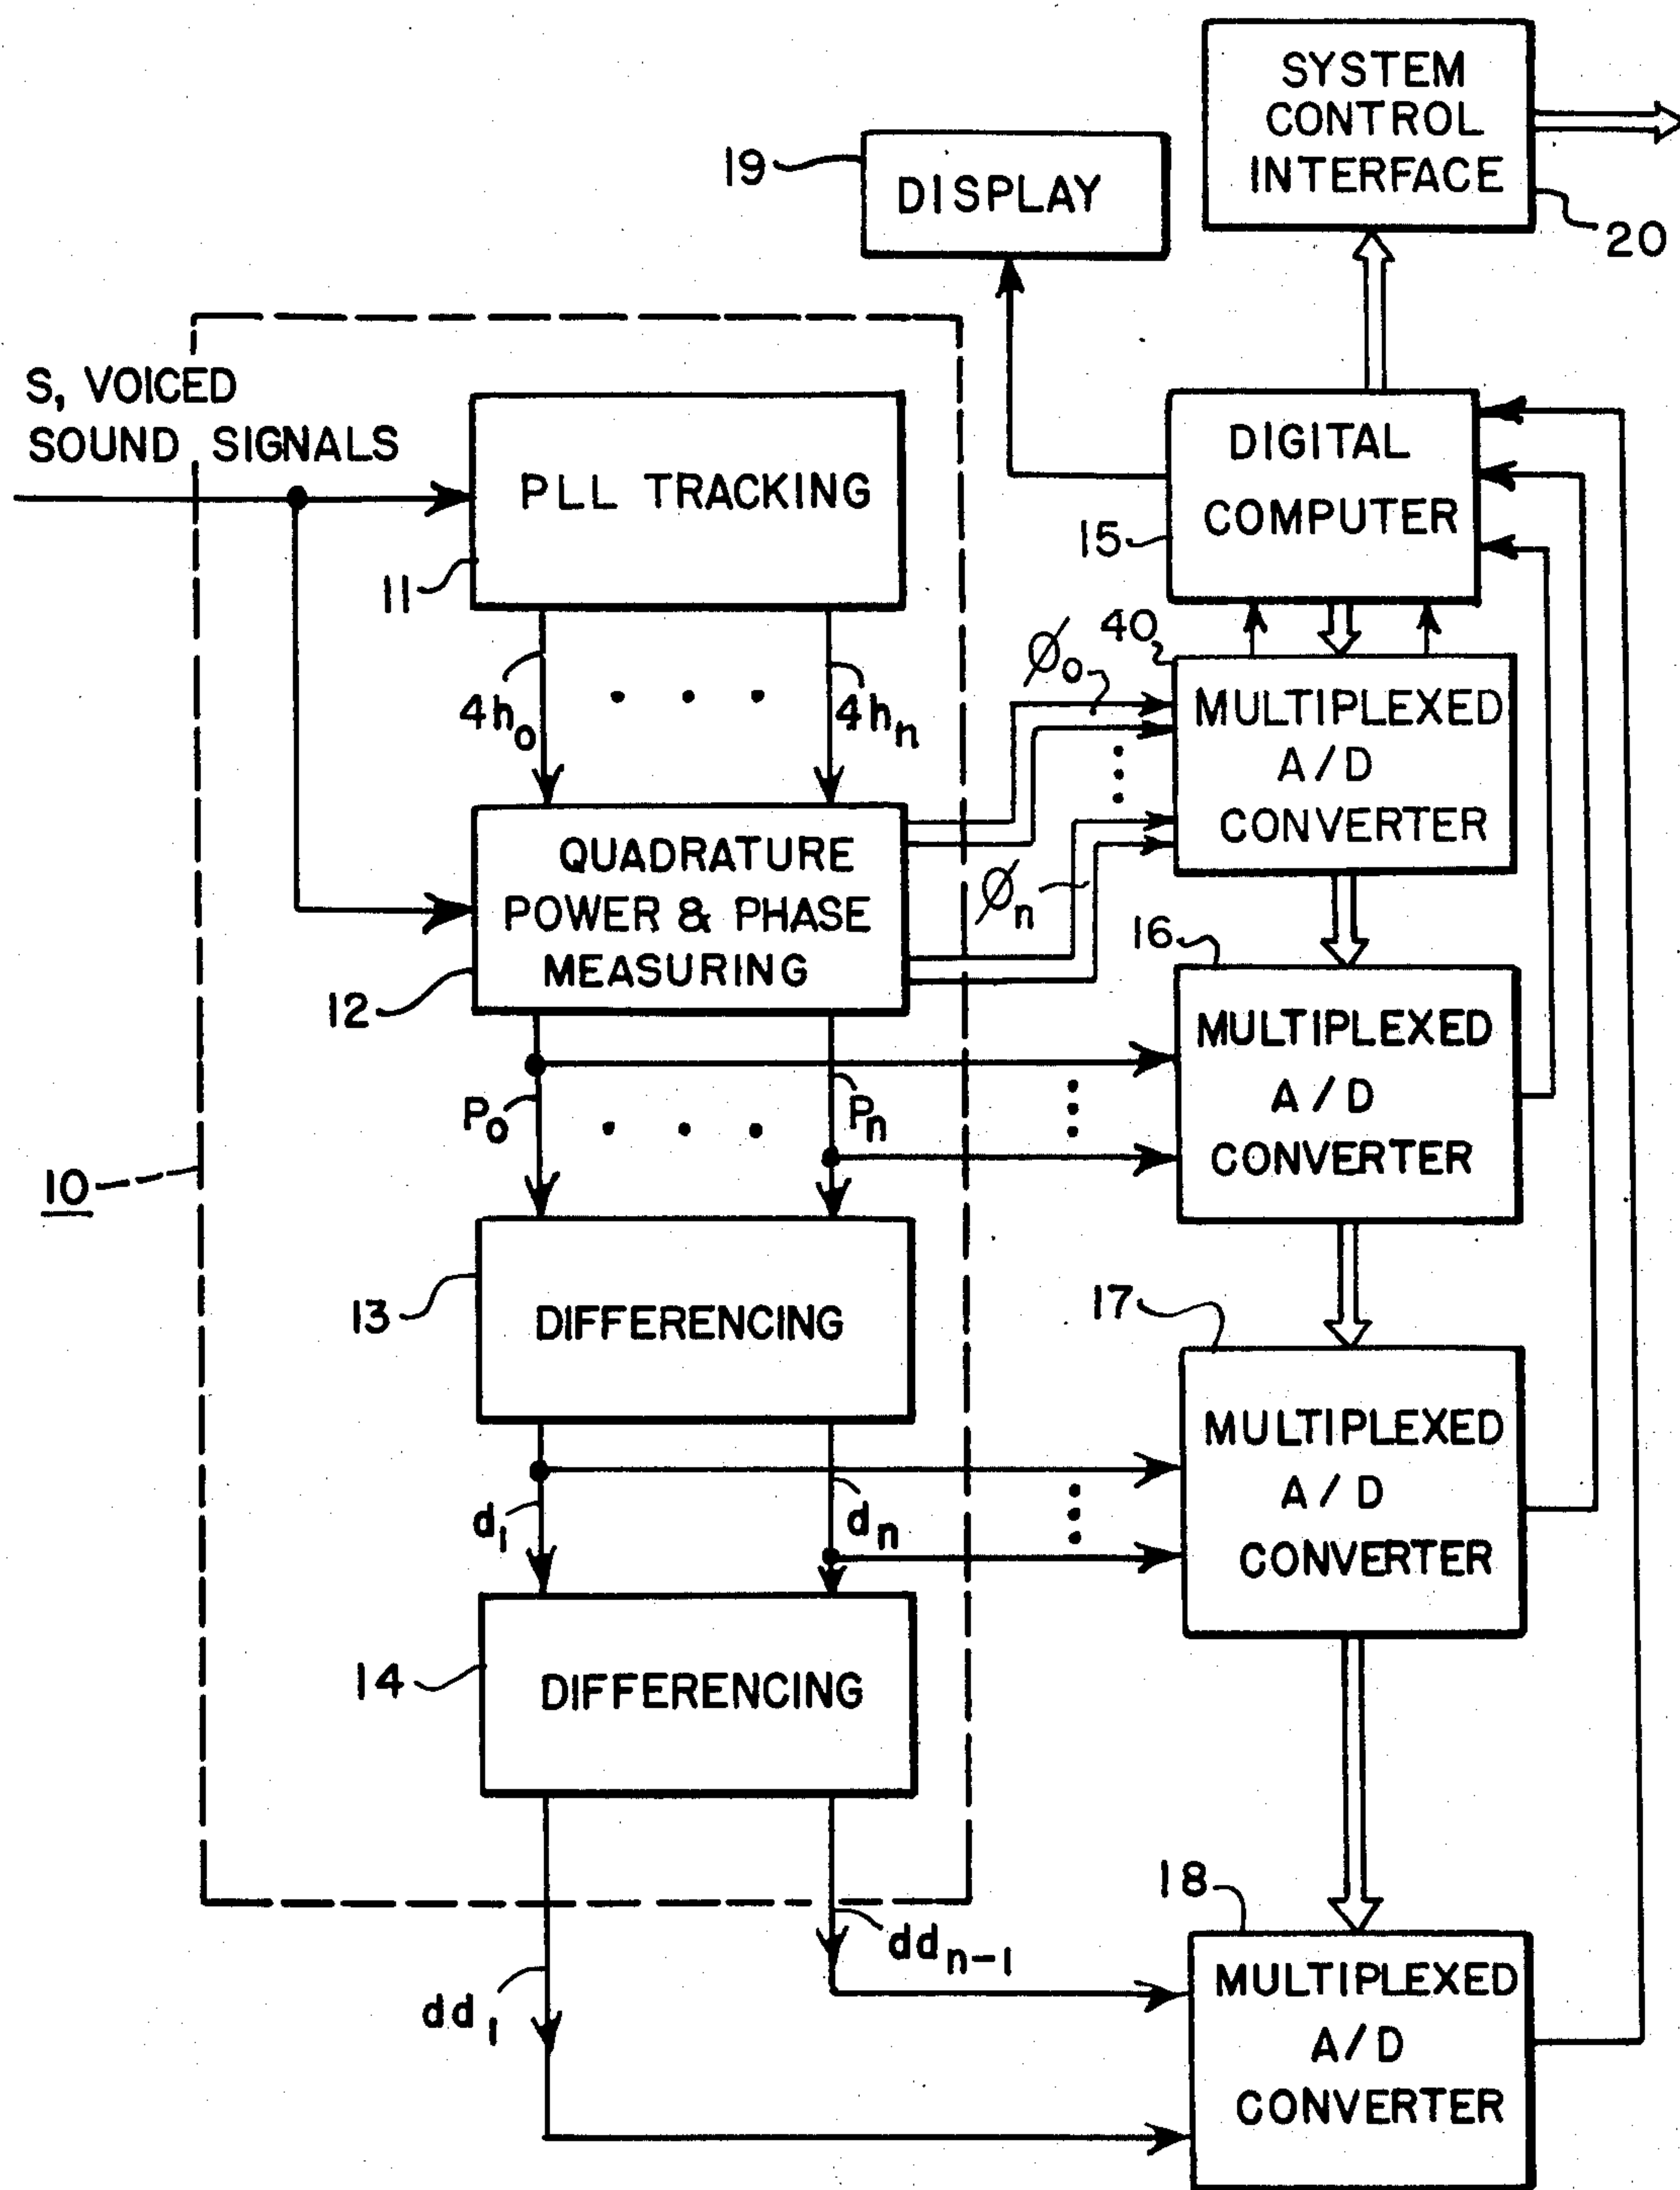 SYSTEM
CONTROL
INTERFACE
20
19
DISPLAY
S, VOICED
SOUND SIGNALS
PLL TRACKING
11
DIGITAL
COMPUTER
15
4h₀
4hₙ
Ø₀
40
MULTIPLEXED
A/D
CONVERTER
QUADRATURE
POWER & PHASE
MEASURING
12
Øₙ
16
MULTIPLEXED
A/D
CONVERTER
P₀
Pₙ
10
13
DIFFERENCING
17
MULTIPLEXED
A/D
CONVERTER
d₁
dₙ
14
DIFFERENCING
18
MULTIPLEXED
A/D
CONVERTER
ddₙ₋₁
dd₁